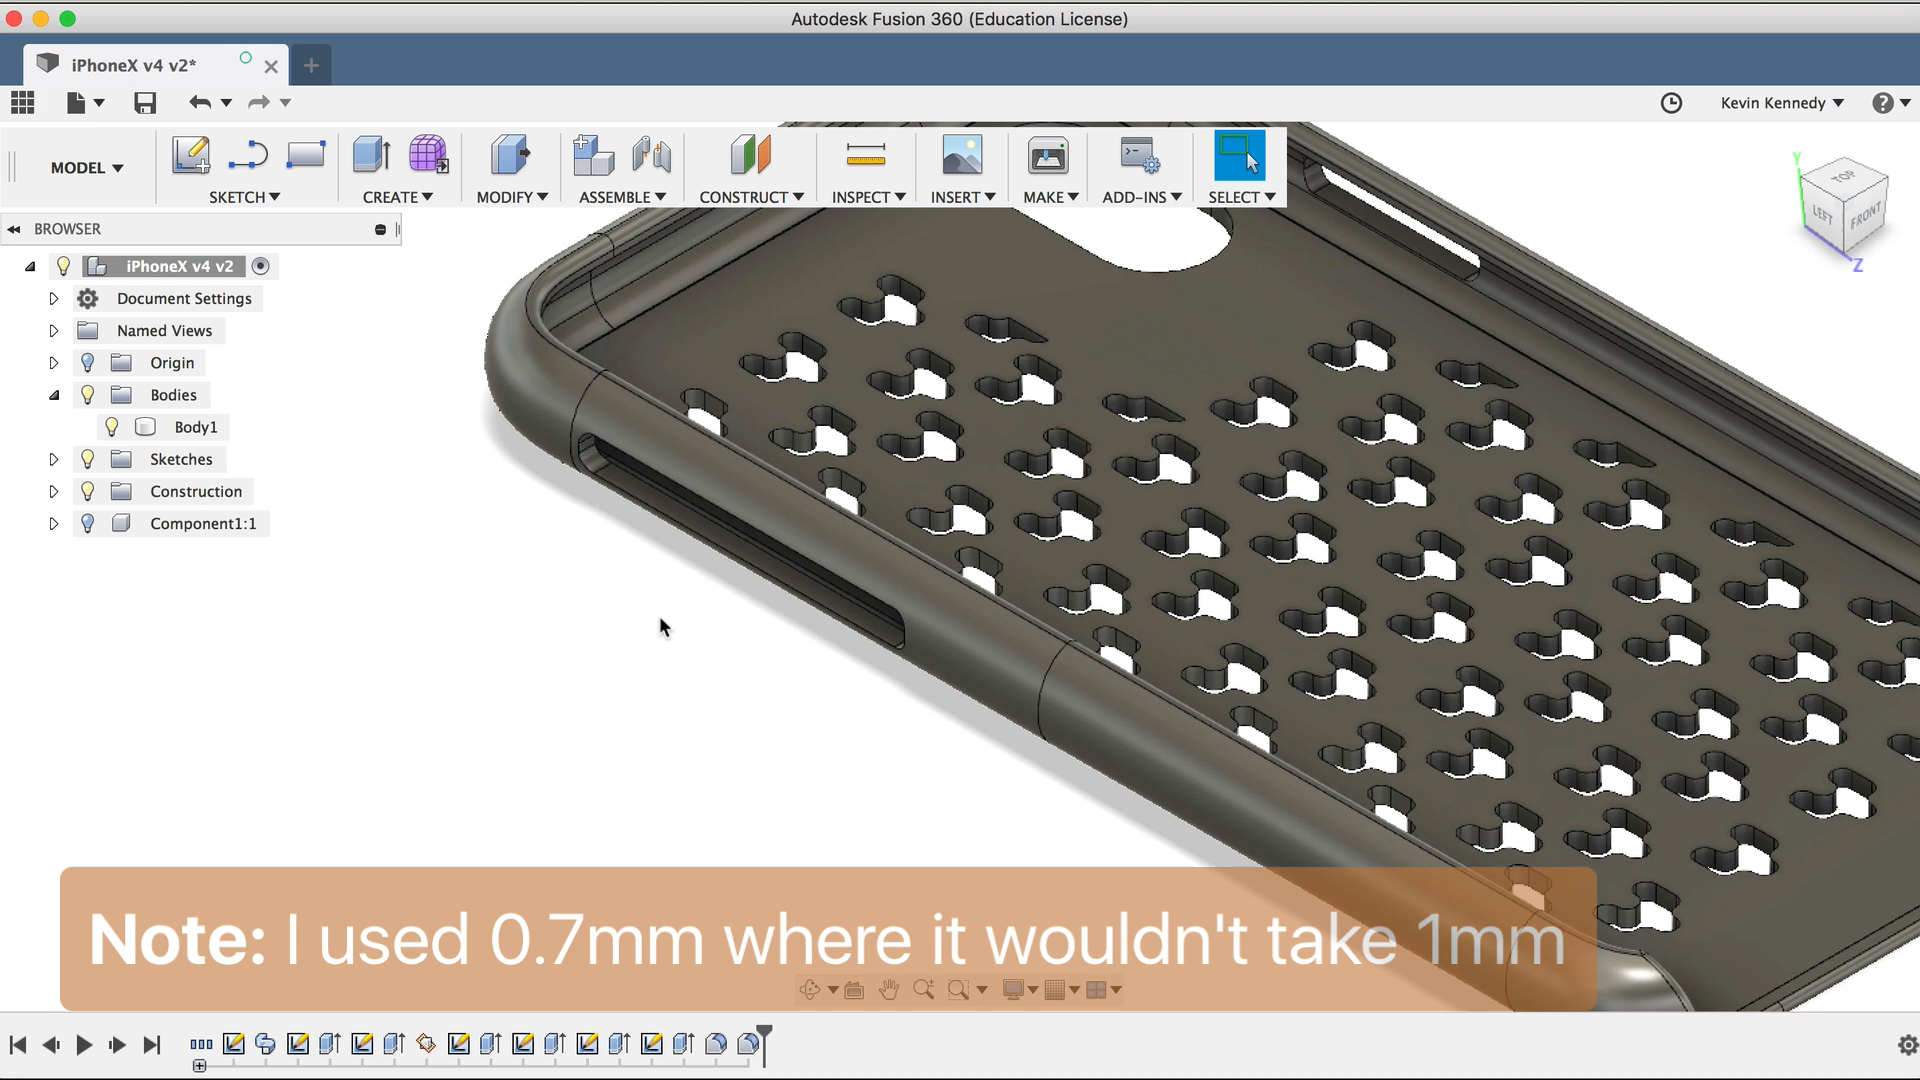 Autodesk Fusion 360 (Education License)
iPhoneX v4 v2*
Kevin Kennedy
MODEL
SKETCH
CREATE
MODIFY
ASSEMBLE
CONSTRUCT
INSPECT
INSERT
MAKE
ADD-INS
SELECT
BROWSER
iPhoneX v4 v2
Document Settings
Named Views
Origin
Bodies
Body1
Sketches
Construction
Component1:1
Y
TOP
LEFT
FRONT
Z
Note: I used 0.7mm where it wouldn't take 1mm